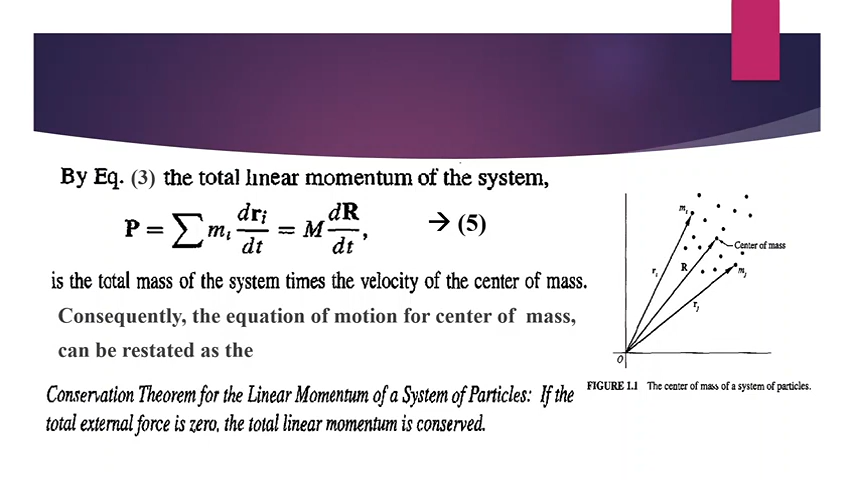 By Eq. (3) the total linear momentum of the system,
P = ∑ mᵢ drᵢ/dt = M dR/dt, → (5)
is the total mass of the system times the velocity of the center of mass.
Consequently, the equation of motion for center of mass,
can be restated as the
Conservation Theorem for the Linear Momentum of a System of Particles: If the
total external force is zero, the total linear momentum is conserved.
mᵢ
Center of mass
rᵢ
R
mⱼ
rⱼ
O
FIGURE 1.1 The center of mass of a system of particles.